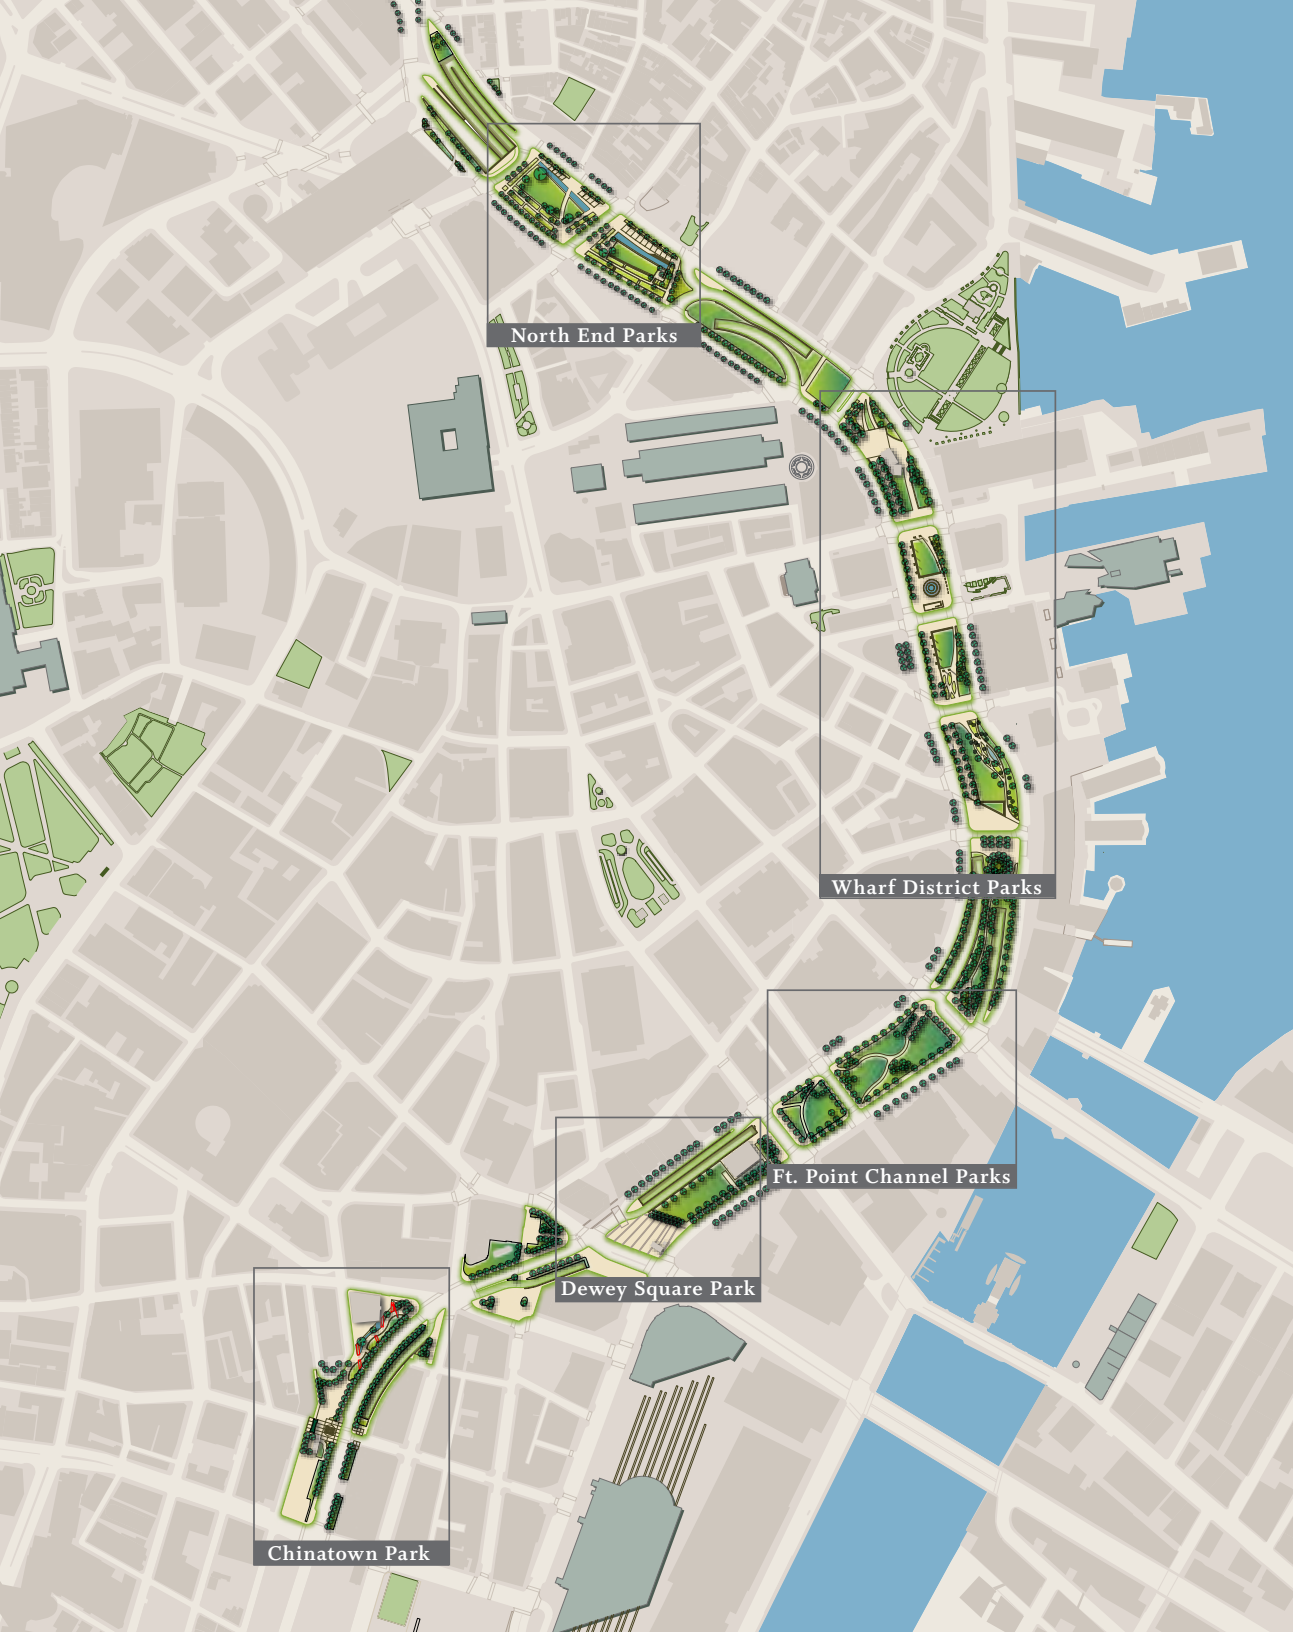 North End Parks
Wharf District Parks
Ft. Point Channel Parks
Dewey Square Park
Chinatown Park